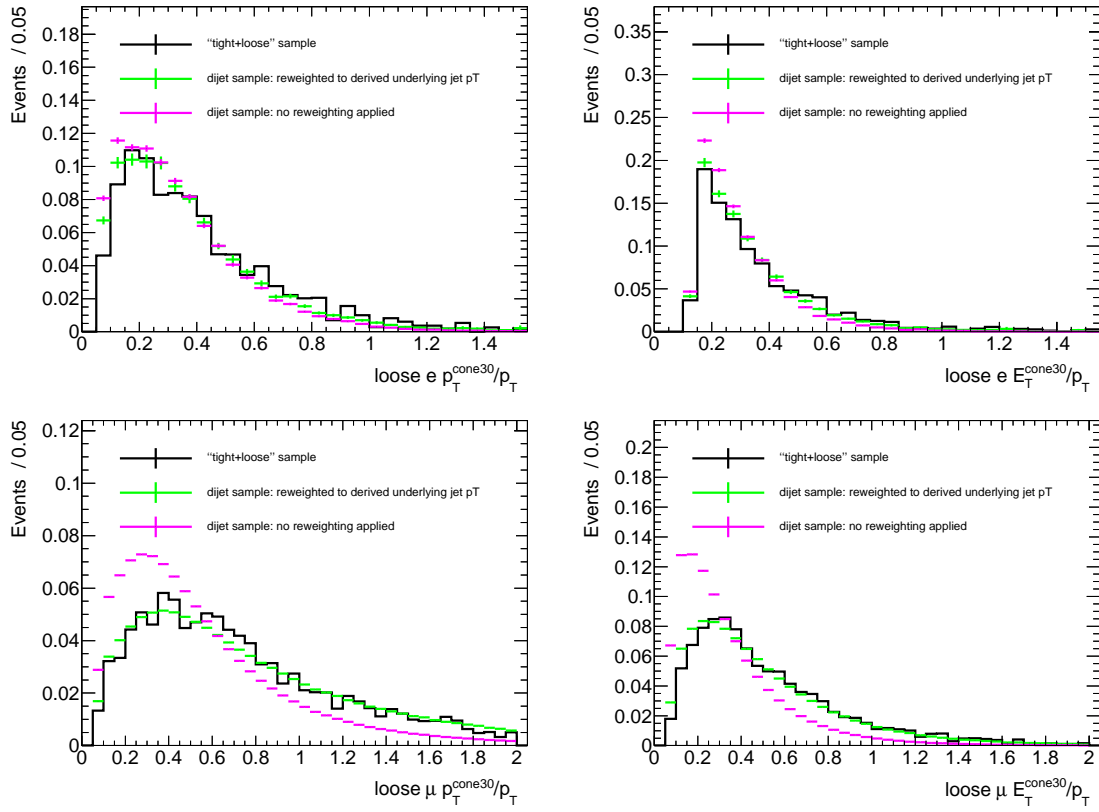 Events / 0.05
0.18
0.16
0.14
0.12
0.1
0.08
0.06
0.04
0.02
0
"tight+loose" sample
dijet sample: reweighted to derived underlying jet pT
dijet sample: no reweighting applied
0 0.2 0.4 0.6 0.8 1 1.2 1.4
loose e p_T^cone30/p_T
Events / 0.05
0.35
0.3
0.25
0.2
0.15
0.1
0.05
0
"tight+loose" sample
dijet sample: reweighted to derived underlying jet pT
dijet sample: no reweighting applied
0 0.2 0.4 0.6 0.8 1 1.2 1.4
loose e E_T^cone30/p_T
Events / 0.05
0.12
0.1
0.08
0.06
0.04
0.02
0
"tight+loose" sample
dijet sample: reweighted to derived underlying jet pT
dijet sample: no reweighting applied
0 0.2 0.4 0.6 0.8 1 1.2 1.4 1.6 1.8 2
loose μ p_T^cone30/p_T
Events / 0.05
0.2
0.18
0.16
0.14
0.12
0.1
0.08
0.06
0.04
0.02
0
"tight+loose" sample
dijet sample: reweighted to derived underlying jet pT
dijet sample: no reweighting applied
0 0.2 0.4 0.6 0.8 1 1.2 1.4 1.6 1.8 2
loose μ E_T^cone30/p_T